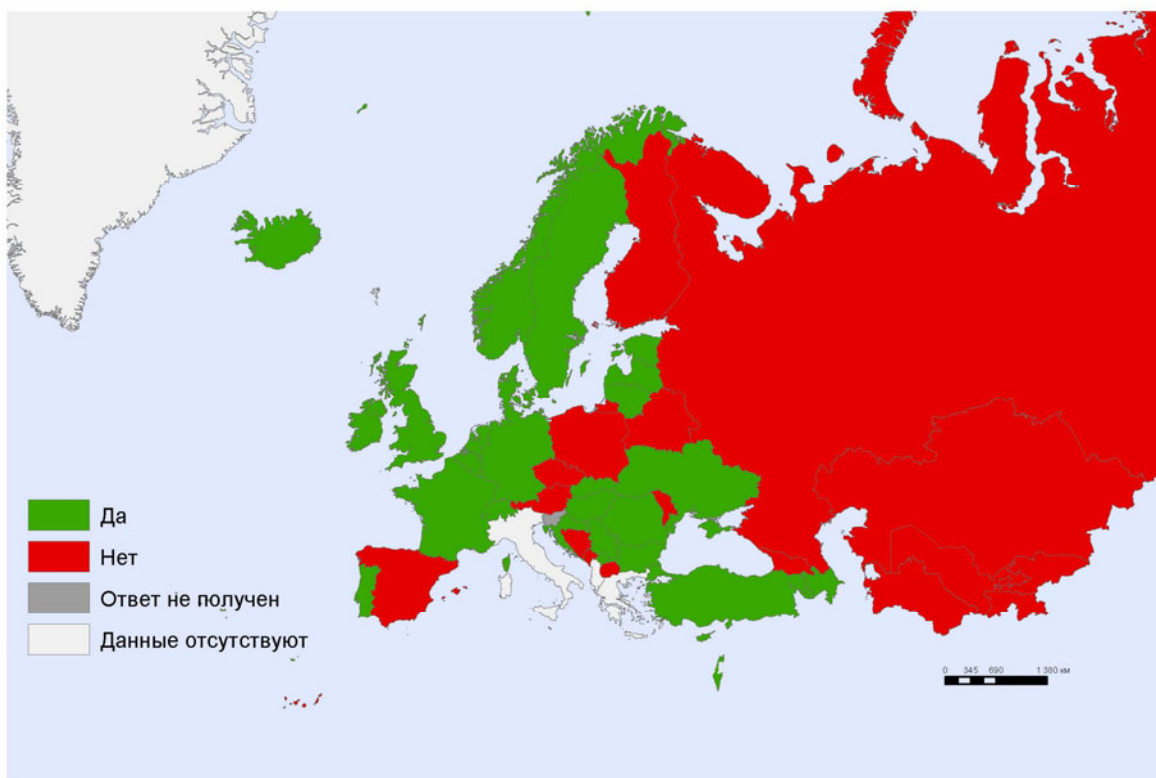 Да
Нет
Ответ не получен
Данные отсутствуют
0 345 690 1 380 км